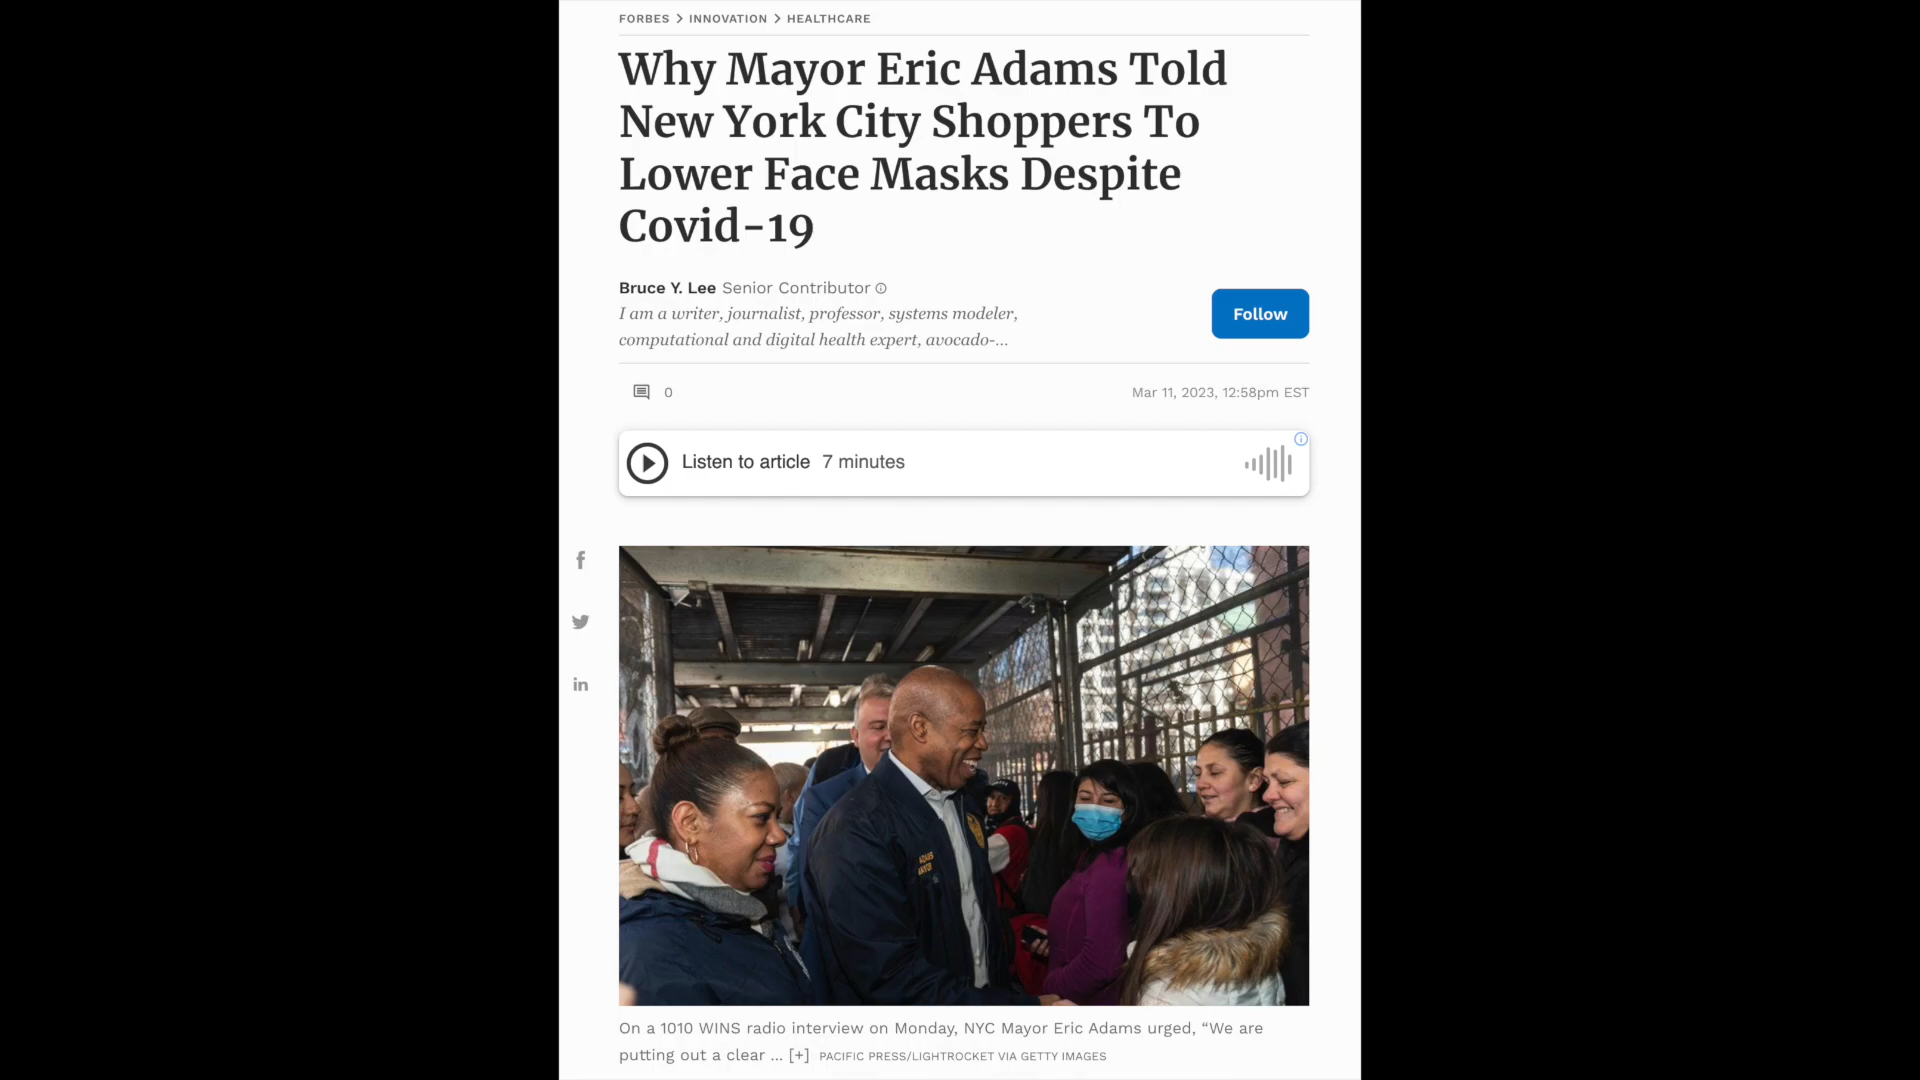 FORBES > INNOVATION > HEALTHCARE
Why Mayor Eric Adams Told
New York City Shoppers To
Lower Face Masks Despite
Covid-19
Bruce Y. Lee Senior Contributor
I am a writer, journalist, professor, systems modeler,
computational and digital health expert, avocado-...
Follow
0
Mar 11, 2023, 12:58pm EST
Listen to article 7 minutes
ADAMS
MAYOR
On a 1010 WINS radio interview on Monday, NYC Mayor Eric Adams urged, “We are
putting out a clear ... [+] PACIFIC PRESS/LIGHTROCKET VIA GETTY IMAGES